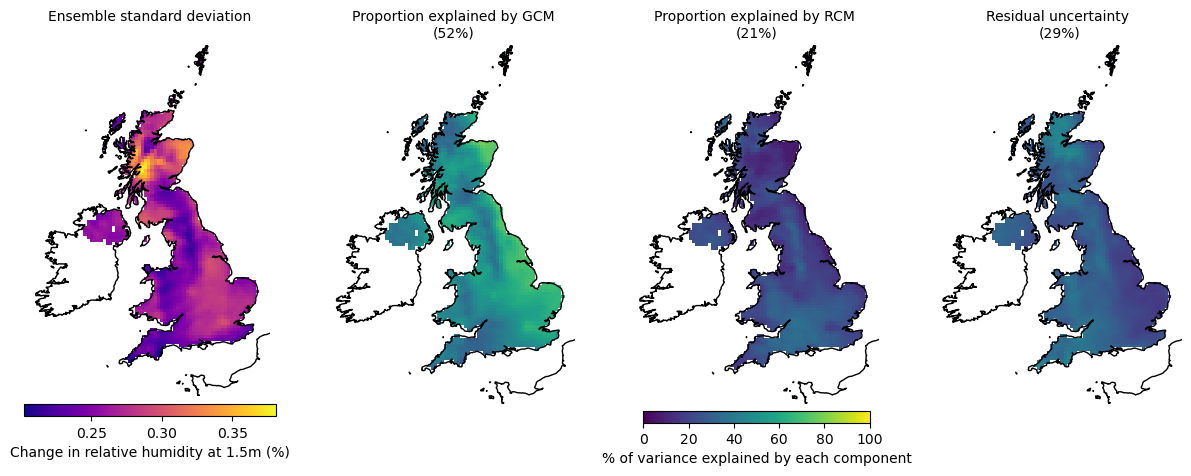 Ensemble standard deviation
Proportion explained by GCM
(52%)
Proportion explained by RCM
(21%)
Residual uncertainty
(29%)
0.25 0.30 0.35
Change in relative humidity at 1.5m (%)
0 20 40 60 80 100
% of variance explained by each component